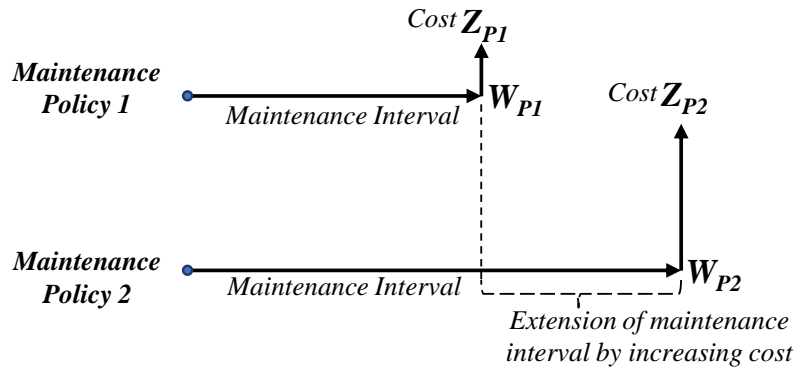 Cost Z_P1
Maintenance
Policy 1
W_P1
Maintenance Interval
Cost Z_P2
Maintenance
Policy 2
Maintenance Interval
W_P2
Extension of maintenance
interval by increasing cost